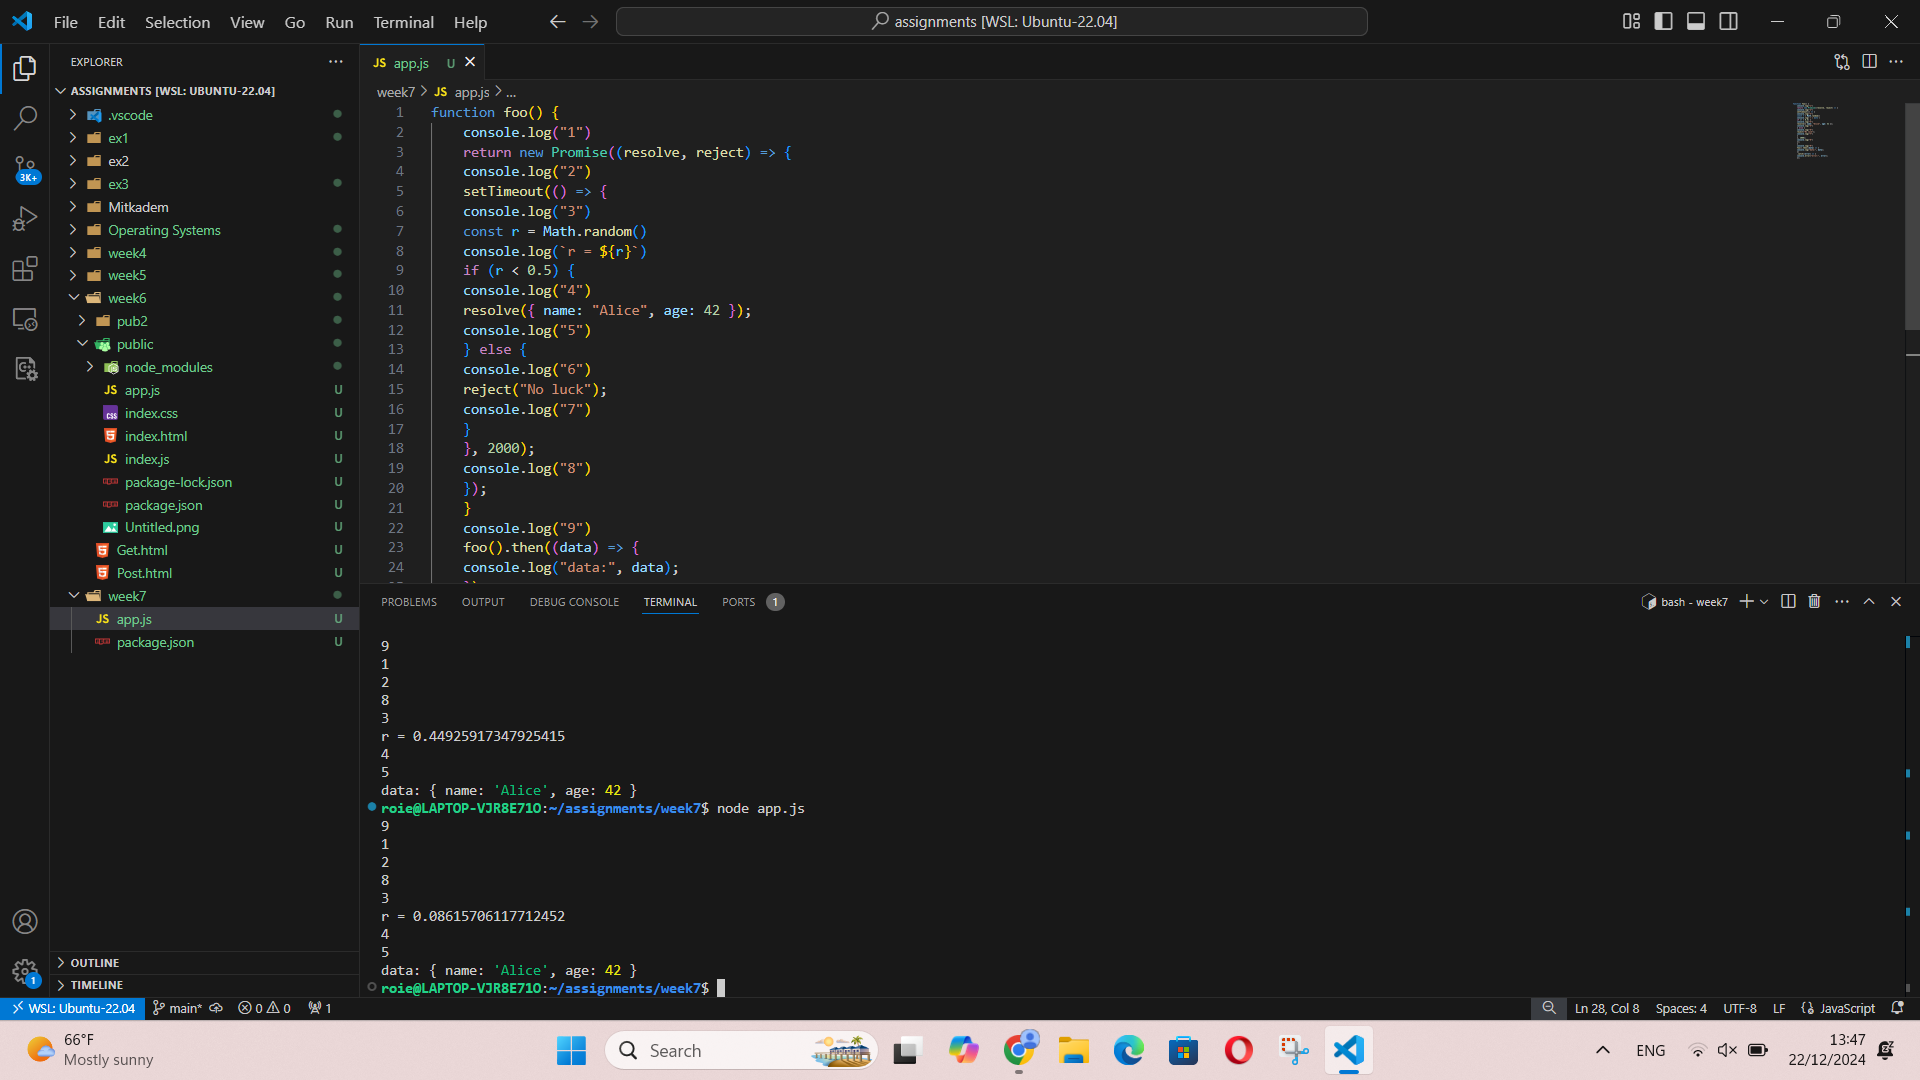 File Edit Selection View Go Run Terminal Help
assignments [WSL: Ubuntu-22.04]
EXPLORER
ASSIGNMENTS [WSL: UBUNTU-22.04]
.vscode
ex1
ex2
ex3
Mitkadem
Operating Systems
week4
week5
week6
pub2
public
node_modules
JS app.js U
index.css U
index.html U
JS index.js U
package-lock.json U
package.json U
Untitled.png U
Get.html U
Post.html U
week7
JS app.js U
package.json U
OUTLINE
TIMELINE
3K+
1
JS app.js U
week7 > JS app.js > ...
1 function foo() {
2 console.log("1")
3 return new Promise((resolve, reject) => {
4 console.log("2")
5 setTimeout(() => {
6 console.log("3")
7 const r = Math.random()
8 console.log(`r = ${r}`)
9 if (r < 0.5) {
10 console.log("4")
11 resolve({ name: "Alice", age: 42 });
12 console.log("5")
13 } else {
14 console.log("6")
15 reject("No luck");
16 console.log("7")
17 }
18 }, 2000);
19 console.log("8")
20 });
21 }
22 console.log("9")
23 foo().then((data) => {
24 console.log("data:", data);
PROBLEMS OUTPUT DEBUG CONSOLE TERMINAL PORTS 1
bash - week7
9
1
2
8
3
r = 0.44925917347925415
4
5
data: { name: 'Alice', age: 42 }
roie@LAPTOP-VJR8E71O:~/assignments/week7$ node app.js
9
1
2
8
3
r = 0.08615706117712452
4
5
data: { name: 'Alice', age: 42 }
roie@LAPTOP-VJR8E71O:~/assignments/week7$
WSL: Ubuntu-22.04 main* 0 0 1
Ln 28, Col 8 Spaces: 4 UTF-8 LF {} JavaScript
66°F
Mostly sunny
Search
ENG
13:47
22/12/2024